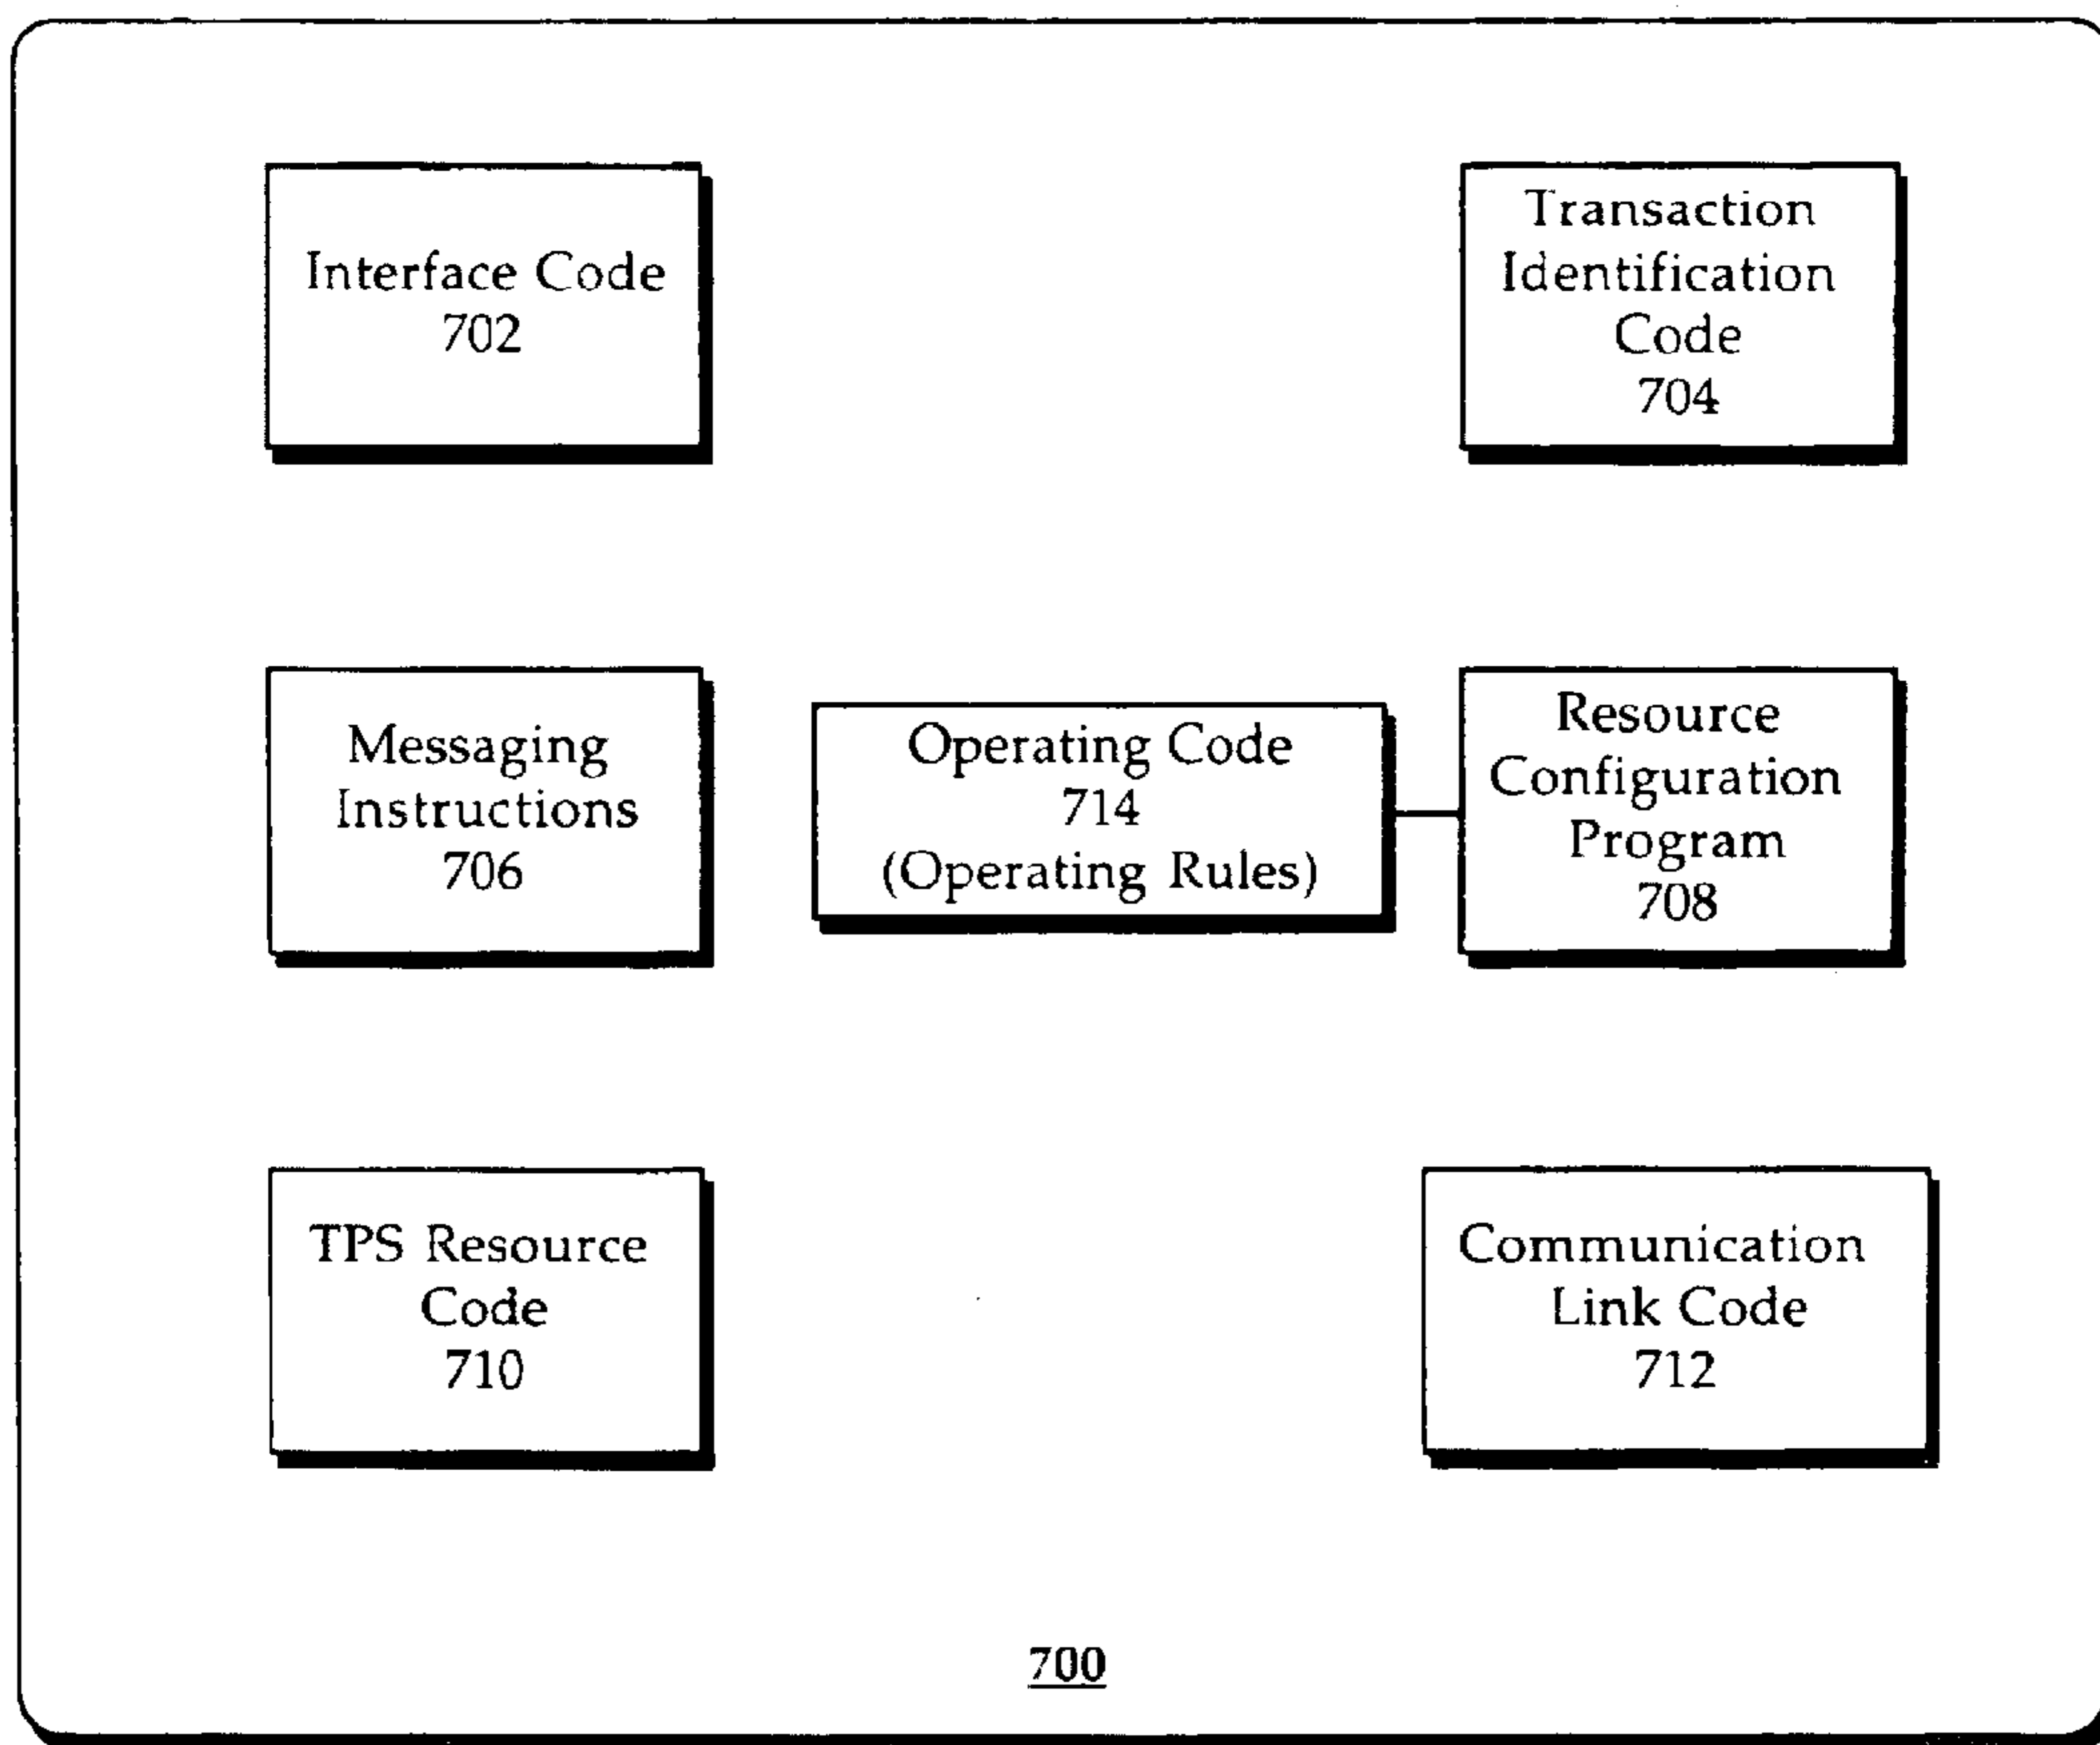 Interface Code
702
Transaction
Identification
Code
704
Messaging
Instructions
706
Operating Code
714
(Operating Rules)
Resource
Configuration
Program
708
TPS Resource
Code
710
Communication
Link Code
712
700